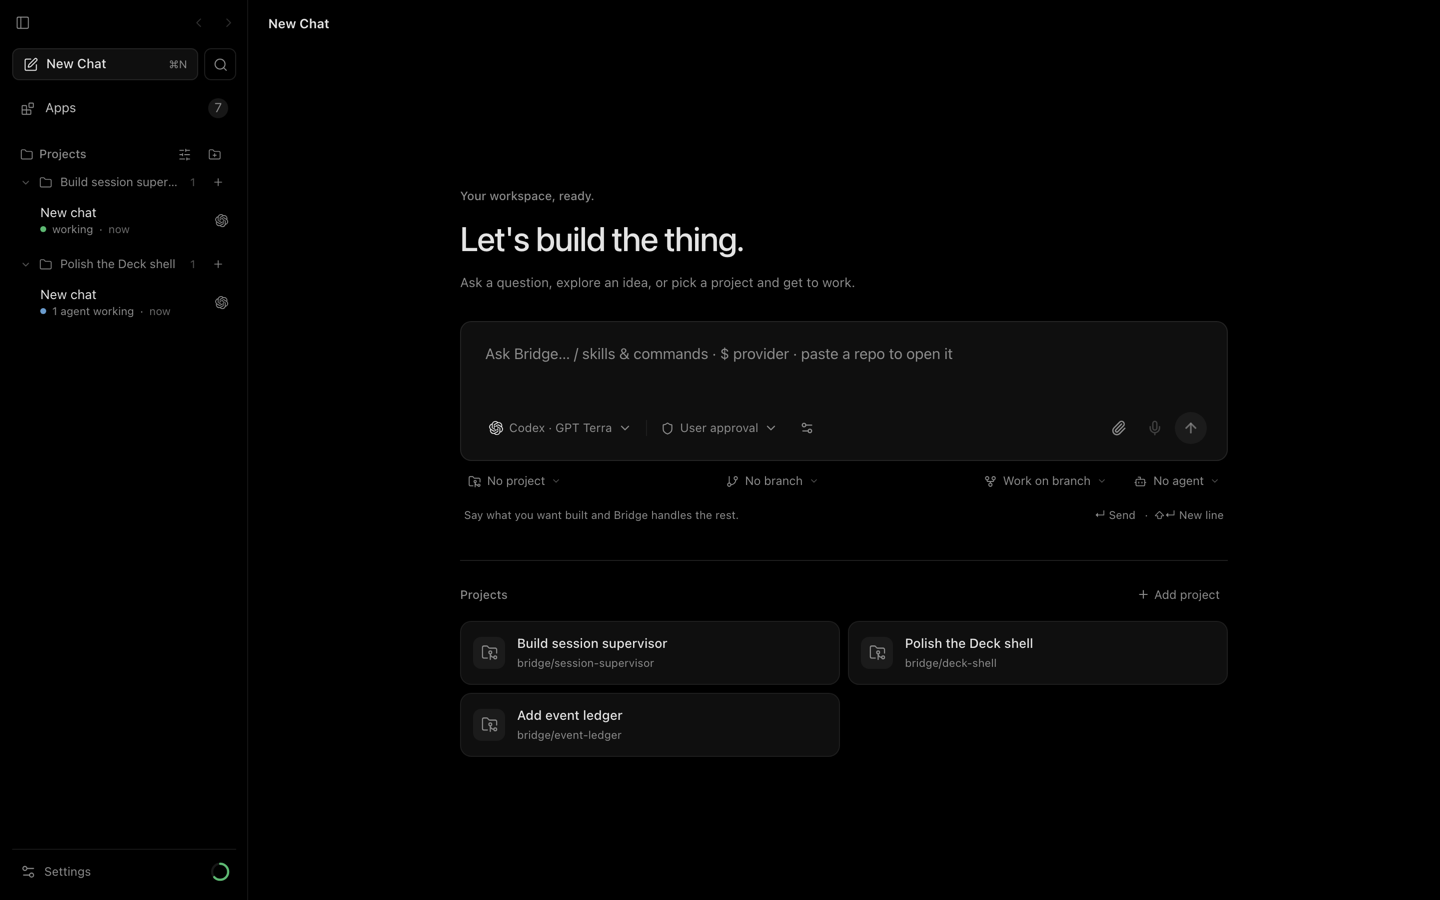 New Chat
New Chat ⌘N
Apps 7
Projects
Build session super... 1
New chat
working · now
Polish the Deck shell 1
New chat
1 agent working · now
Settings
Your workspace, ready.
Let's build the thing.
Ask a question, explore an idea, or pick a project and get to work.
Ask Bridge... / skills & commands · $ provider · paste a repo to open it
Codex · GPT Terra User approval
No project No branch Work on branch No agent
Say what you want built and Bridge handles the rest. ↵ Send · ⇧↵ New line
Projects + Add project
Build session supervisor
bridge/session-supervisor
Polish the Deck shell
bridge/deck-shell
Add event ledger
bridge/event-ledger